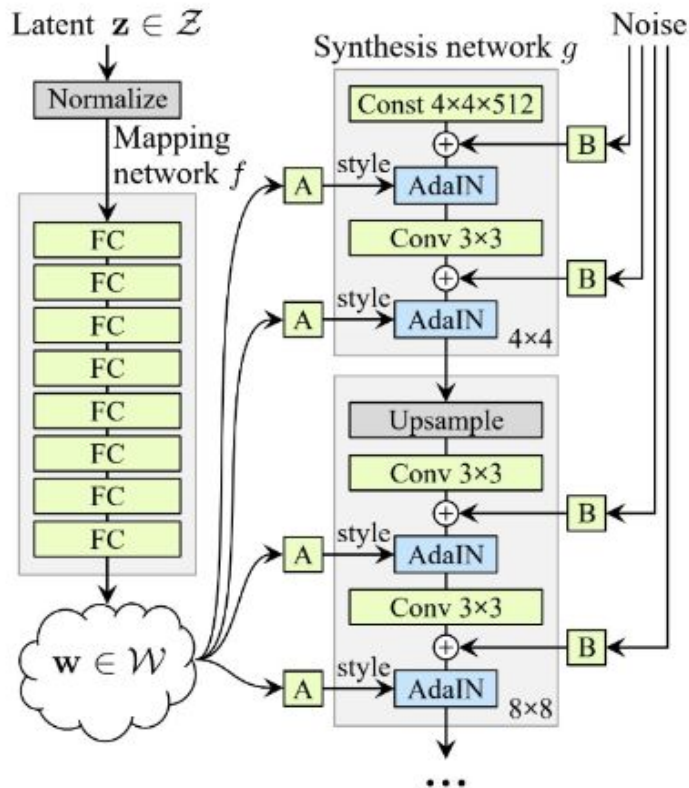 Latent z ∈ 𝒵
Normalize
Mapping
network f
FC
FC
FC
FC
FC
FC
FC
FC
w ∈ 𝒲
Synthesis network g
Noise
Const 4×4×512
+
B
A
style
AdaIN
Conv 3×3
+
B
A
style
AdaIN
4×4
Upsample
Conv 3×3
+
B
A
style
AdaIN
Conv 3×3
+
B
A
style
AdaIN
8×8
...